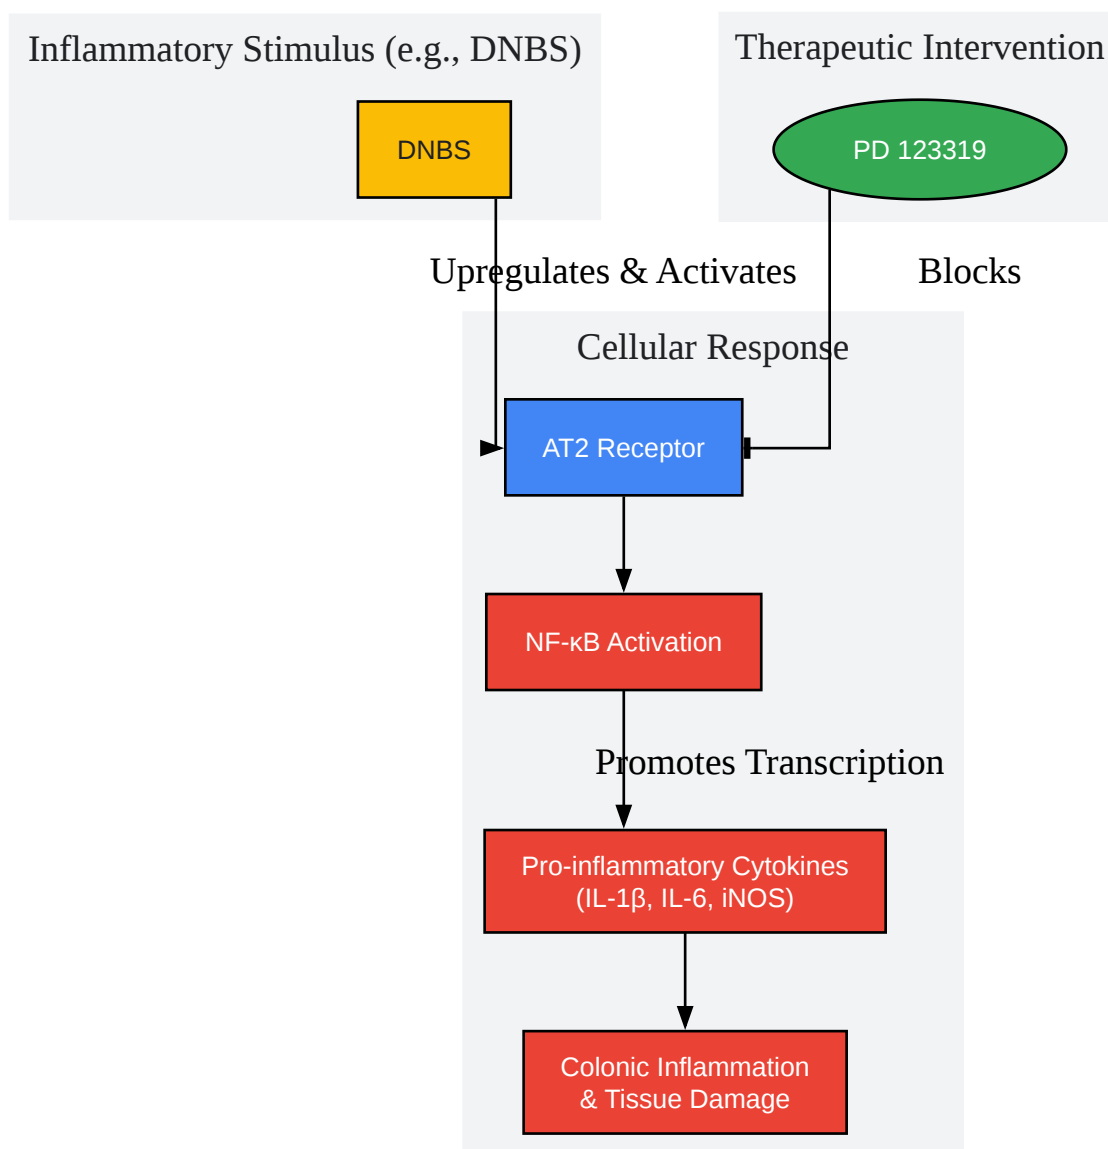 Inflammatory Stimulus (e.g., DNBS)
Therapeutic Intervention
DNBS
PD 123319
Upregulates & Activates
Blocks
Cellular Response
AT2 Receptor
NF-κB Activation
Promotes Transcription
Pro-inflammatory Cytokines
(IL-1β, IL-6, iNOS)
Colonic Inflammation
& Tissue Damage